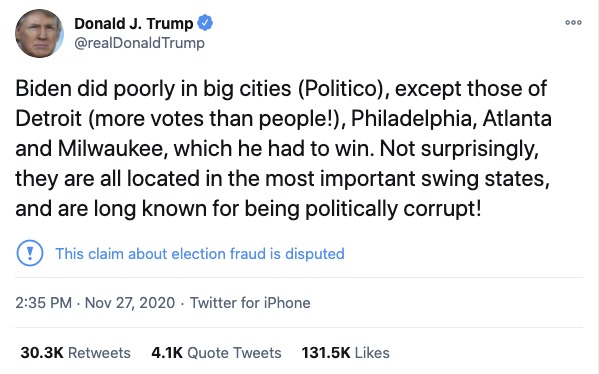 Donald J. Trump
@realDonaldTrump
Biden did poorly in big cities (Politico), except those of
Detroit (more votes than people!), Philadelphia, Atlanta
and Milwaukee, which he had to win. Not surprisingly,
they are all located in the most important swing states,
and are long known for being politically corrupt!
This claim about election fraud is disputed
2:35 PM · Nov 27, 2020 · Twitter for iPhone
30.3K Retweets 4.1K Quote Tweets 131.5K Likes